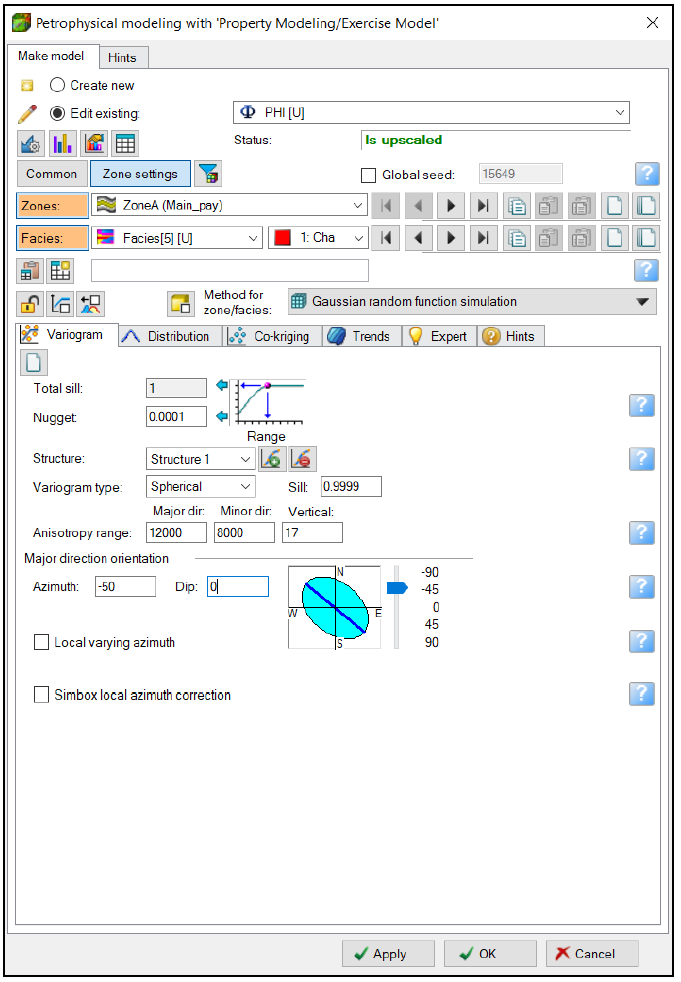 Petrophysical modeling with 'Property Modeling/Exercise Model'
Make model Hints
Create new
Edit existing: Φ PHI [U]
Status: Is upscaled
Common Zone settings Global seed: 15649 ?
Zones: ZoneA (Main_pay)
Facies: Facies[5] [U] 1: Cha
?
Method for zone/facies: Gaussian random function simulation
Variogram Distribution Co-kriging Trends Expert ? Hints
Total sill: 1
?
Nugget: 0.0001
Range
Structure: Structure 1 ?
Variogram type: Spherical Sill: 0.9999
Major dir: Minor dir: Vertical:
Anisotropy range: 12000 8000 17 ?
Major direction orientation
Azimuth: -50 Dip: 0 ?
N
W E
S
-90
-45
0
45
90
Local varying azimuth ?
Simbox local azimuth correction ?
Apply OK Cancel